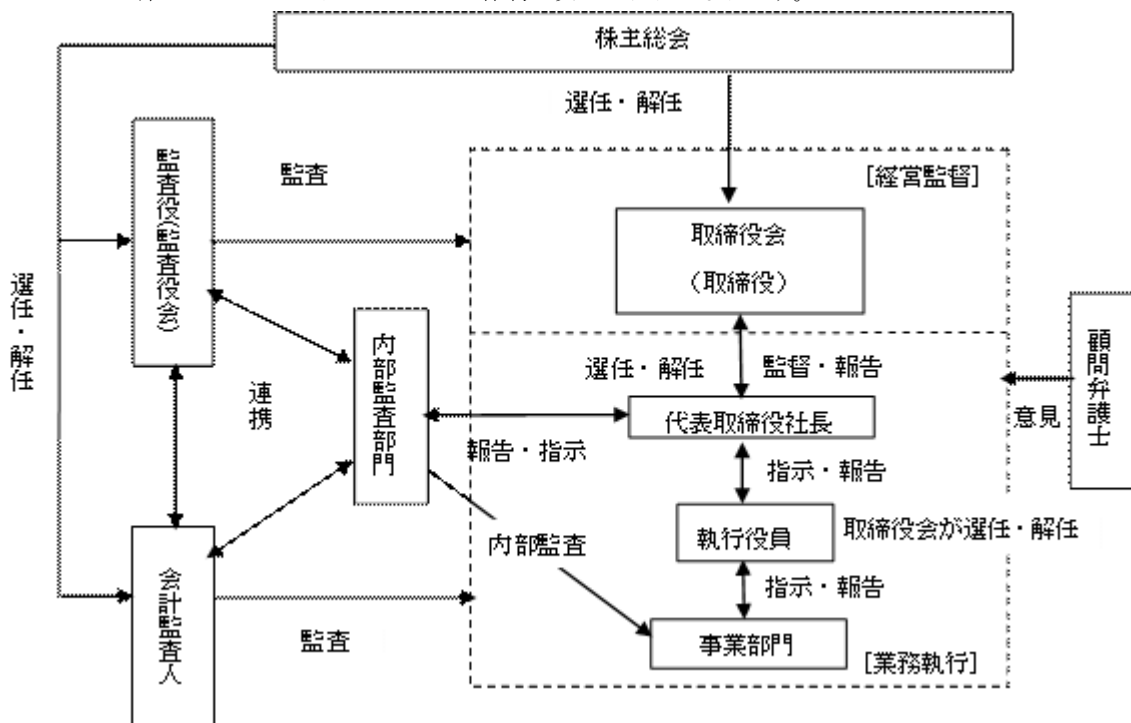 株主総会
選任・解任
監査役(監査役会)
監査
[経営監督]
取締役会
(取締役)
選任・解任
内部監査部門
連携
選任・解任
監督・報告
顧問弁護士
意見
代表取締役社長
報告・指示
指示・報告
執行役員
取締役会が選任・解任
内部監査
指示・報告
会計監査人
監査
事業部門
[業務執行]